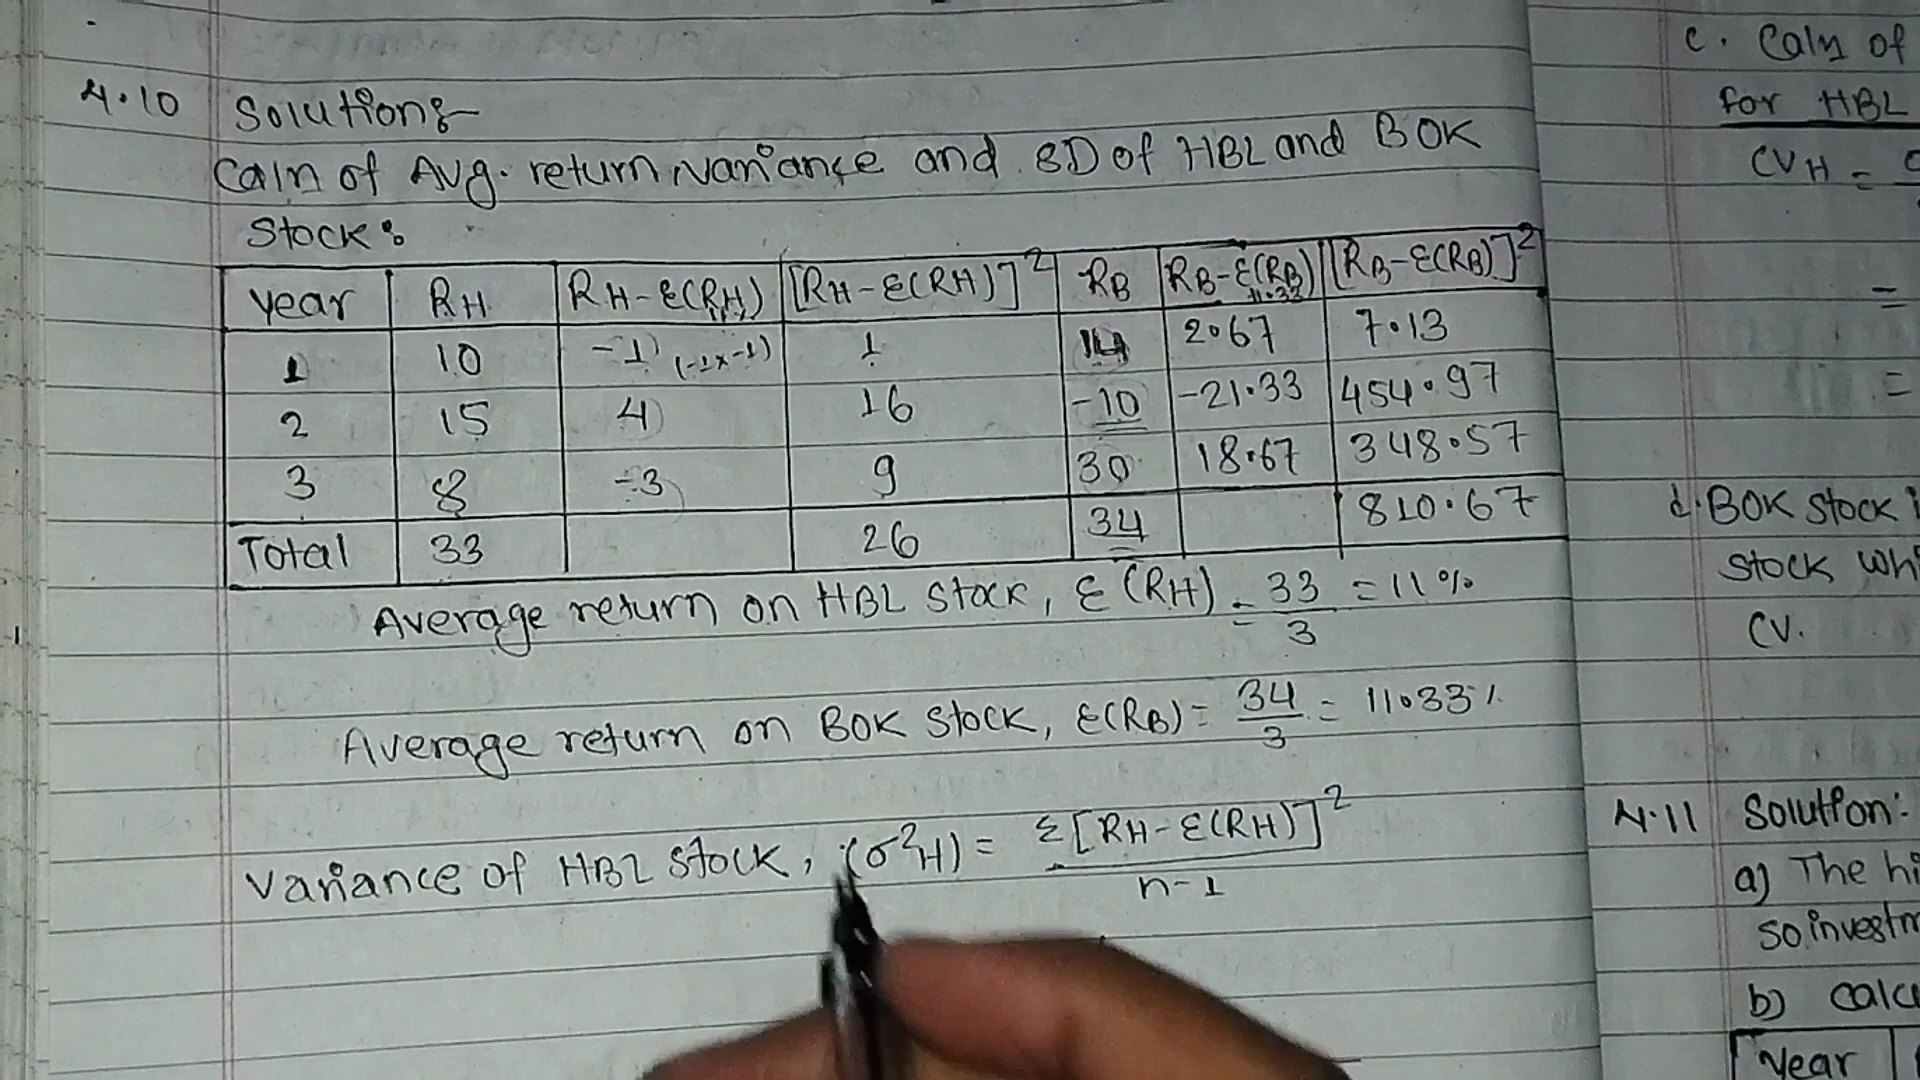 4.10 Solution:-
Caln of Avg. return, variance and SD of HBL and BOK
Stock:
year RH RH-E(RH) [RH-E(RH)]² RB RB-E(RB) [RB-E(RB)]²
11.33
1 10 -1 (-1x-1) 1 14 2.67 7.13
2 15 4 16 -10 -21.33 454.97
3 8 -3 9 30 18.67 348.57
Total 33 26 34 810.67
Average return on HBL Stock, E(RH) = 33/3 = 11%
Average return on BOK Stock, E(RB) = 34/3 = 11.33%
Variance of HBL Stock, (σ²H) = Σ[RH-E(RH)]²/n-1
c. Caln of
for HBL
CVH =
=
=
d. BOK Stock
Stock
CV.
4.11 Solution:
a) The
So, 
b)
year